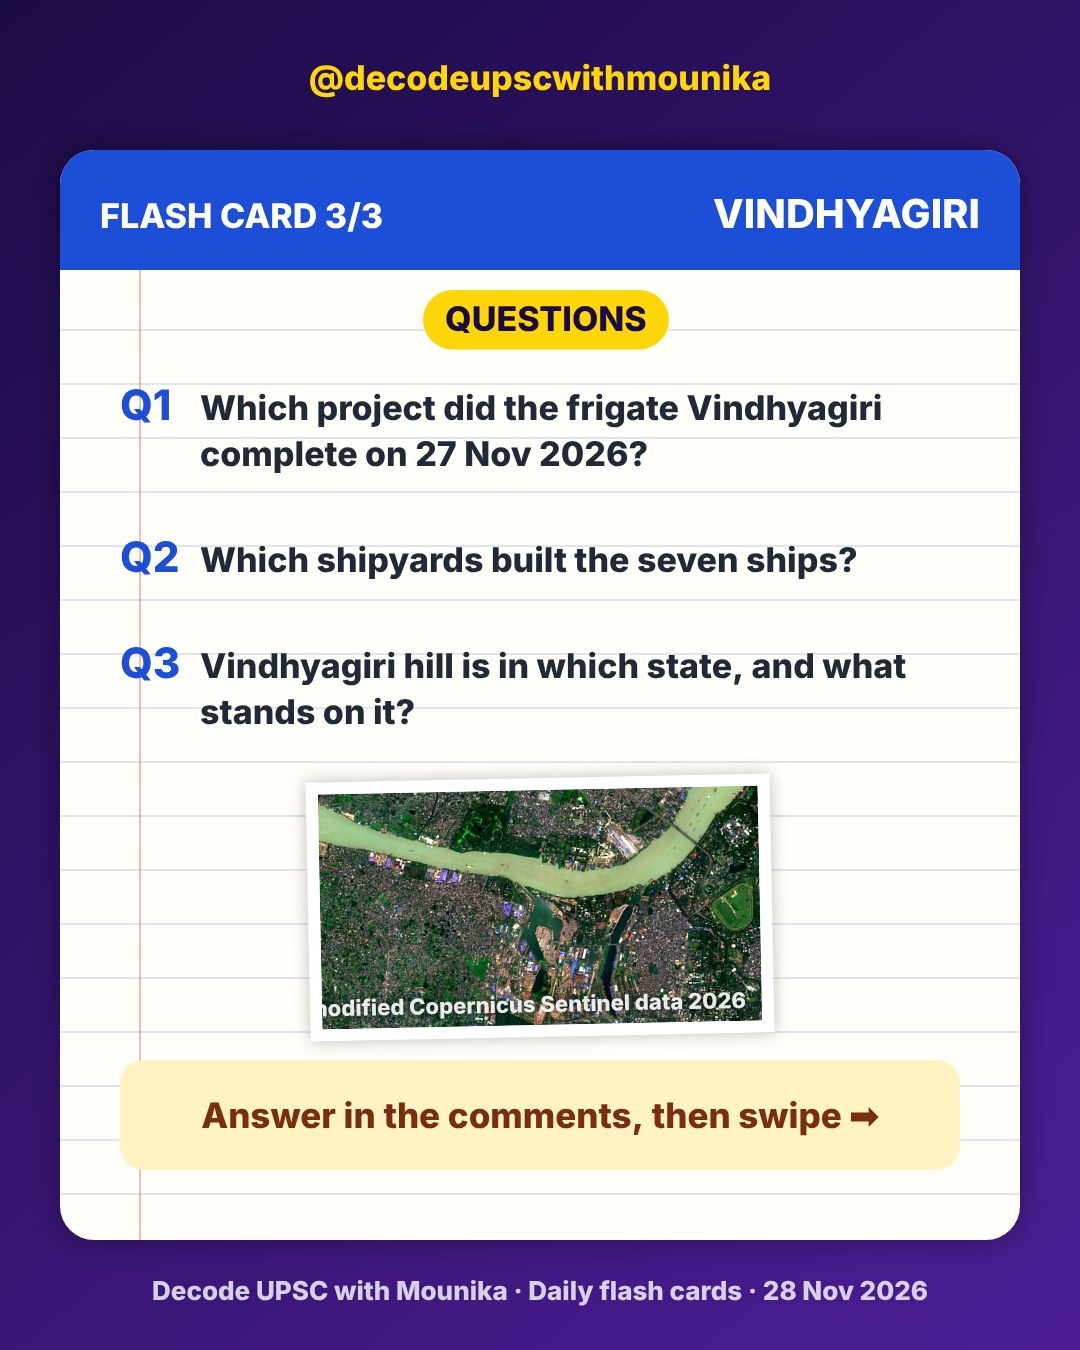 @decodeupscwithmounika
FLASH CARD 3/3
VINDHYAGIRI
QUESTIONS
Q1 Which project did the frigate Vindhyagiri
complete on 27 Nov 2026?
Q2 Which shipyards built the seven ships?
Q3 Vindhyagiri hill is in which state, and what
stands on it?
Copernicus Sentinel data 2026
Answer in the comments, then swipe ➡
Decode UPSC with Mounika · Daily flash cards · 28 Nov 2026